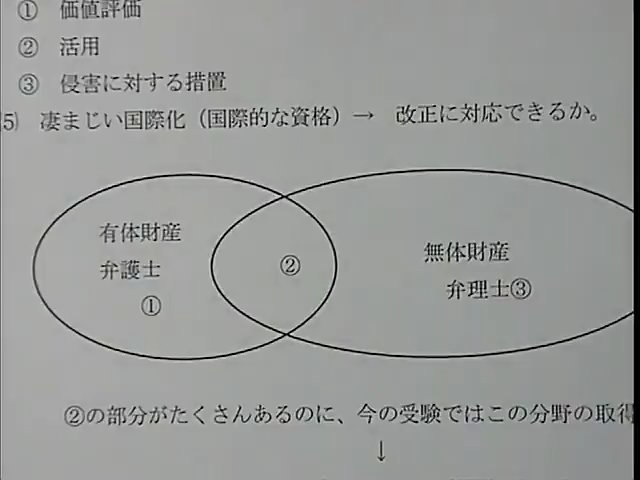 ① 価値評価
② 活用
③ 侵害に対する措置
5) 凄まじい国際化（国際的な資格）→ 改正に対応できるか。
有体財産
弁護士
①
②
無体財産
弁理士③
②の部分がたくさんあるのに、今の受験ではこの分野の取得
↓